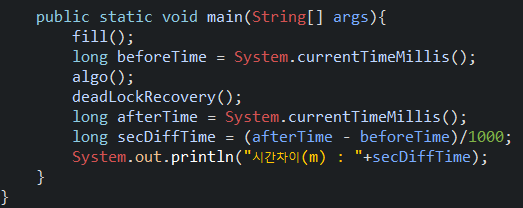 public static void main(String[] args){
fill();
long beforeTime = System.currentTimeMillis();
algo();
deadLockRecovery();
long afterTime = System.currentTimeMillis();
long secDiffTime = (afterTime - beforeTime)/1000;
System.out.println("시간차이(m) : "+secDiffTime);
}
}